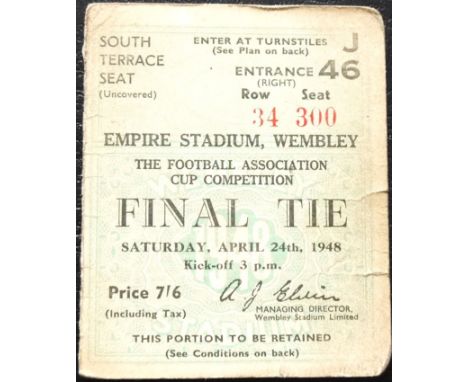 SOUTH TERRACE SEAT
(Uncovered)
ENTER AT TURNSTILES J
(See Plan on back)
ENTRANCE 46
(RIGHT)
Row Seat
34 300
EMPIRE STADIUM, WEMBLEY
THE FOOTBALL ASSOCIATION
CUP COMPETITION
FINAL TIE
SATURDAY, APRIL 24th, 1948
Kick-off 3 p.m.
Price 7/6
(Including Tax)
A J Elvin
MANAGING DIRECTOR,
Wembley Stadium Limited
STADIUM
THIS PORTION TO BE RETAINED
(See Conditions on back)